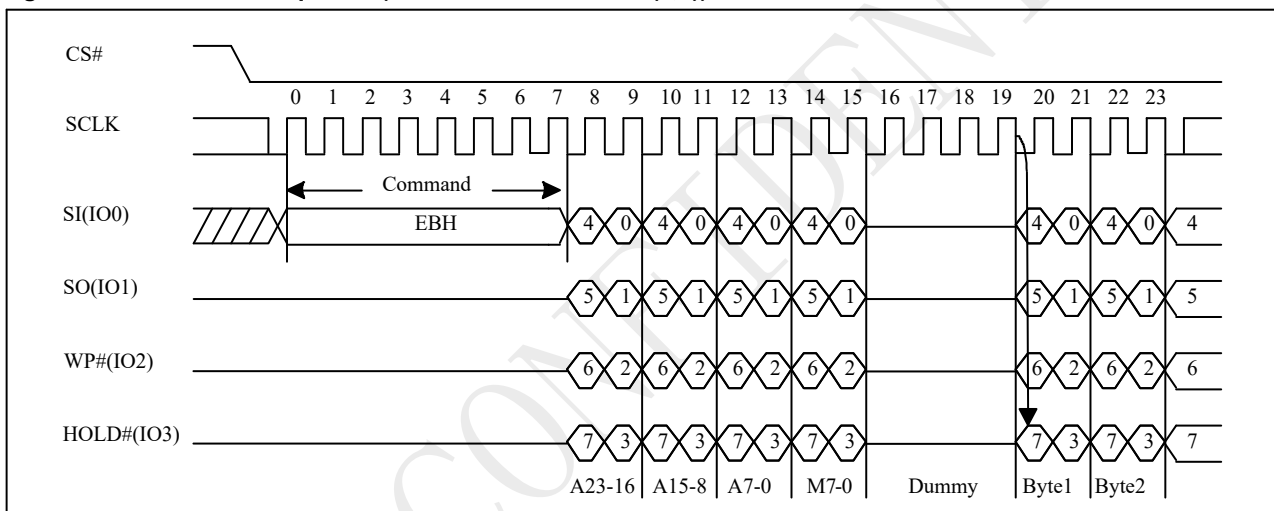 CS#
0 1 2 3 4 5 6 7 8 9 10 11 12 13 14 15 16 17 18 19 20 21 22 23
SCLK
Command
SI(IO0) EBH 4 0 4 0 4 0 4 0 4 0 4 0 4
SO(IO1) 5 1 5 1 5 1 5 1 5 1 5 1 5
WP#(IO2) 6 2 6 2 6 2 6 2 6 2 6 2 6
HOLD#(IO3) 7 3 7 3 7 3 7 3 7 3 7 3 7
A23-16 A15-8 A7-0 M7-0 Dummy Byte1 Byte2